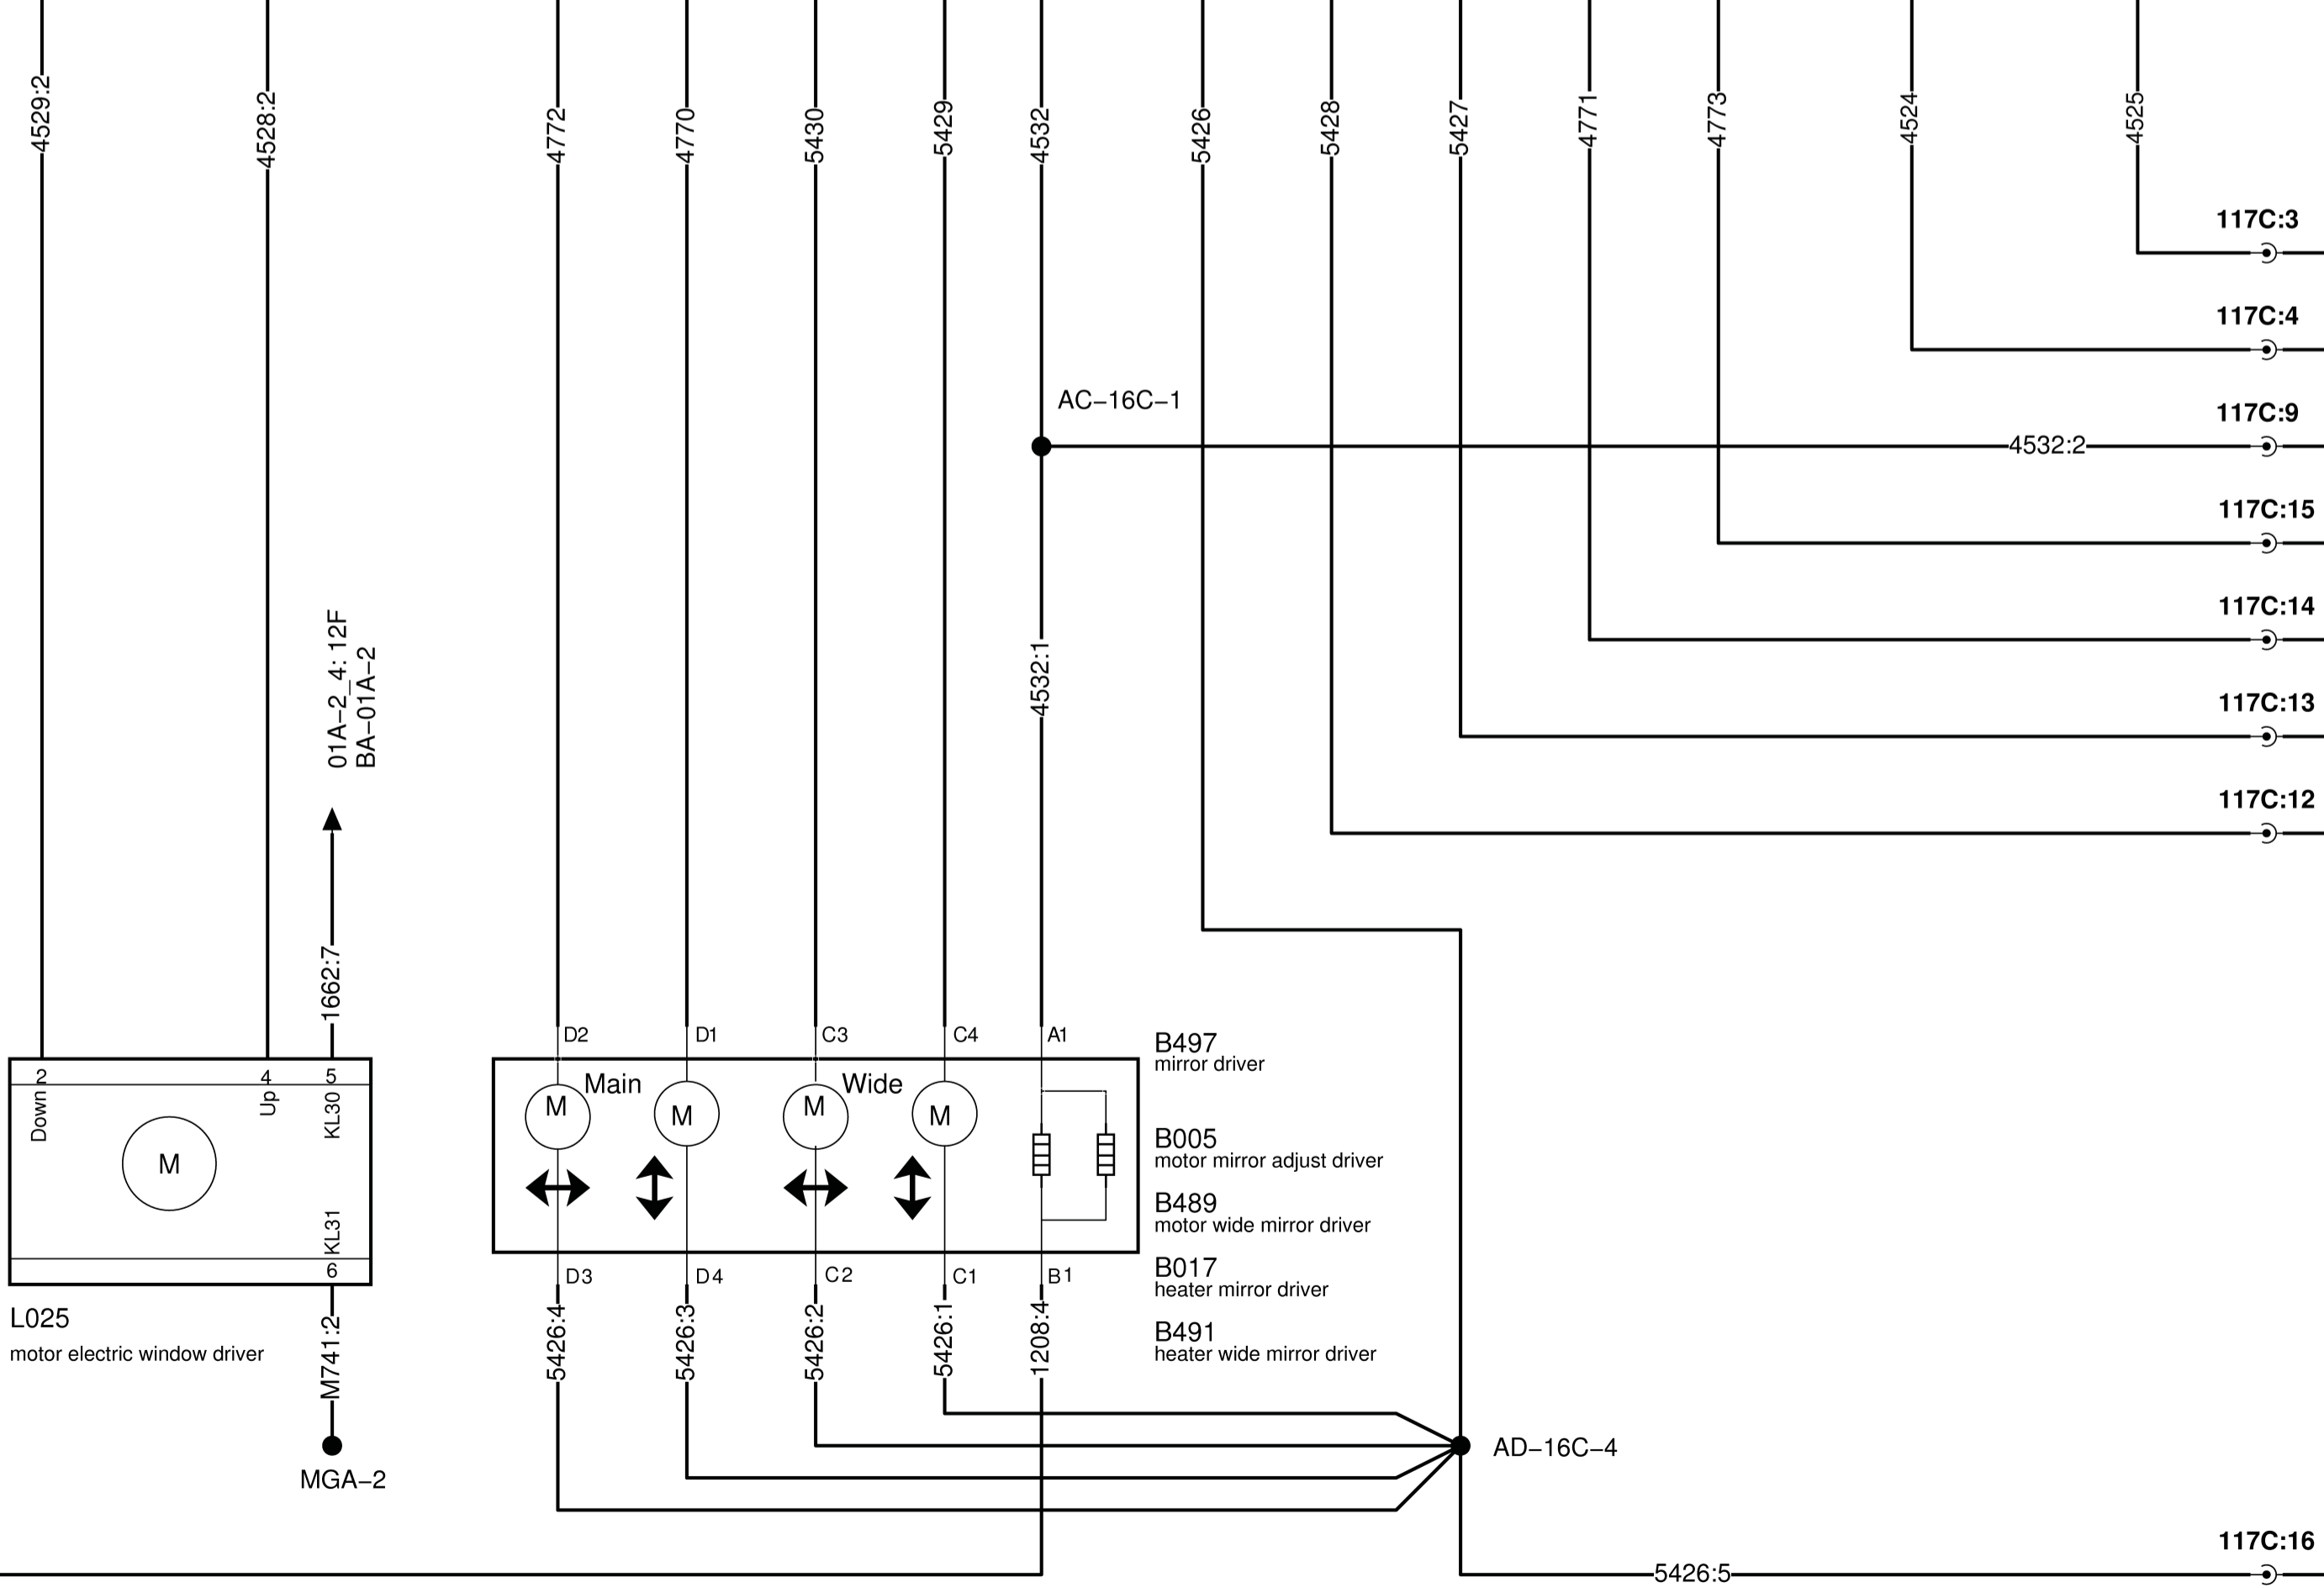 4529:2
4528:2
4772
4770
5430
5429
4532
5426
5428
5427
4771
4773
4524
4525
117C:3
117C:4
AC-16C-1
117C:9
4532:2
117C:15
117C:14
01A-2_4: 12F
BA-01A-2
4532:1
117C:13
117C:12
1662:7
D2
D1
C3
C4
A1
B497
mirror driver
2
4
5
Down
Up
KL30
Main
Wide
M
M
M
M
M
B005
motor mirror adjust driver
B489
motor wide mirror driver
KL31
6
D3
D4
C2
C1
B1
B017
heater mirror driver
L025
motor electric window driver
M741:2
5426:4
5426:3
5426:2
5426:1
1208:4
B491
heater wide mirror driver
MGA-2
AD-16C-4
117C:16
5426:5